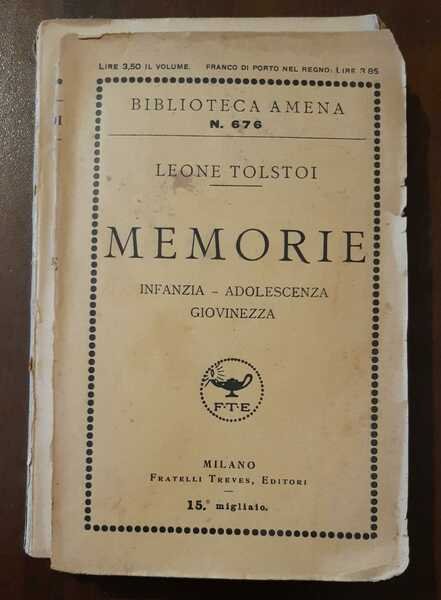 LIRE 3,50 IL VOLUME. FRANCO DI PORTO NEL REGNO: LIRE 3 85
BIBLIOTECA AMENA
N. 676
LEONE TOLSTOI
MEMORIE
INFANZIA - ADOLESCENZA
GIOVINEZZA
F·T·E
MILANO
FRATELLI TREVES, EDITORI
15.° migliaio.